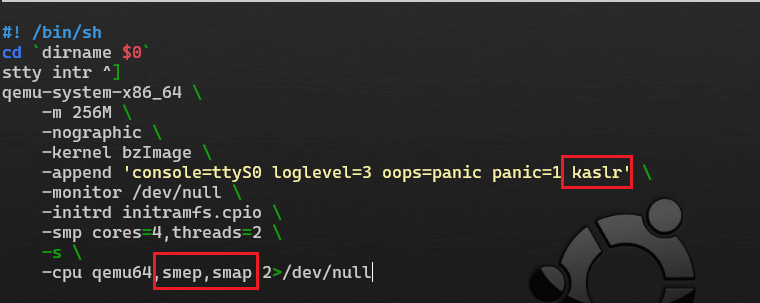 #! /bin/sh
cd `dirname $0`
stty intr ^]
qemu-system-x86_64 \
-m 256M \
-nographic \
-kernel bzImage \
-append 'console=ttyS0 loglevel=3 oops=panic panic=1 kaslr' \
-monitor /dev/null \
-initrd initramfs.cpio \
-smp cores=4,threads=2 \
-s \
-cpu qemu64,smep,smap 2>/dev/null